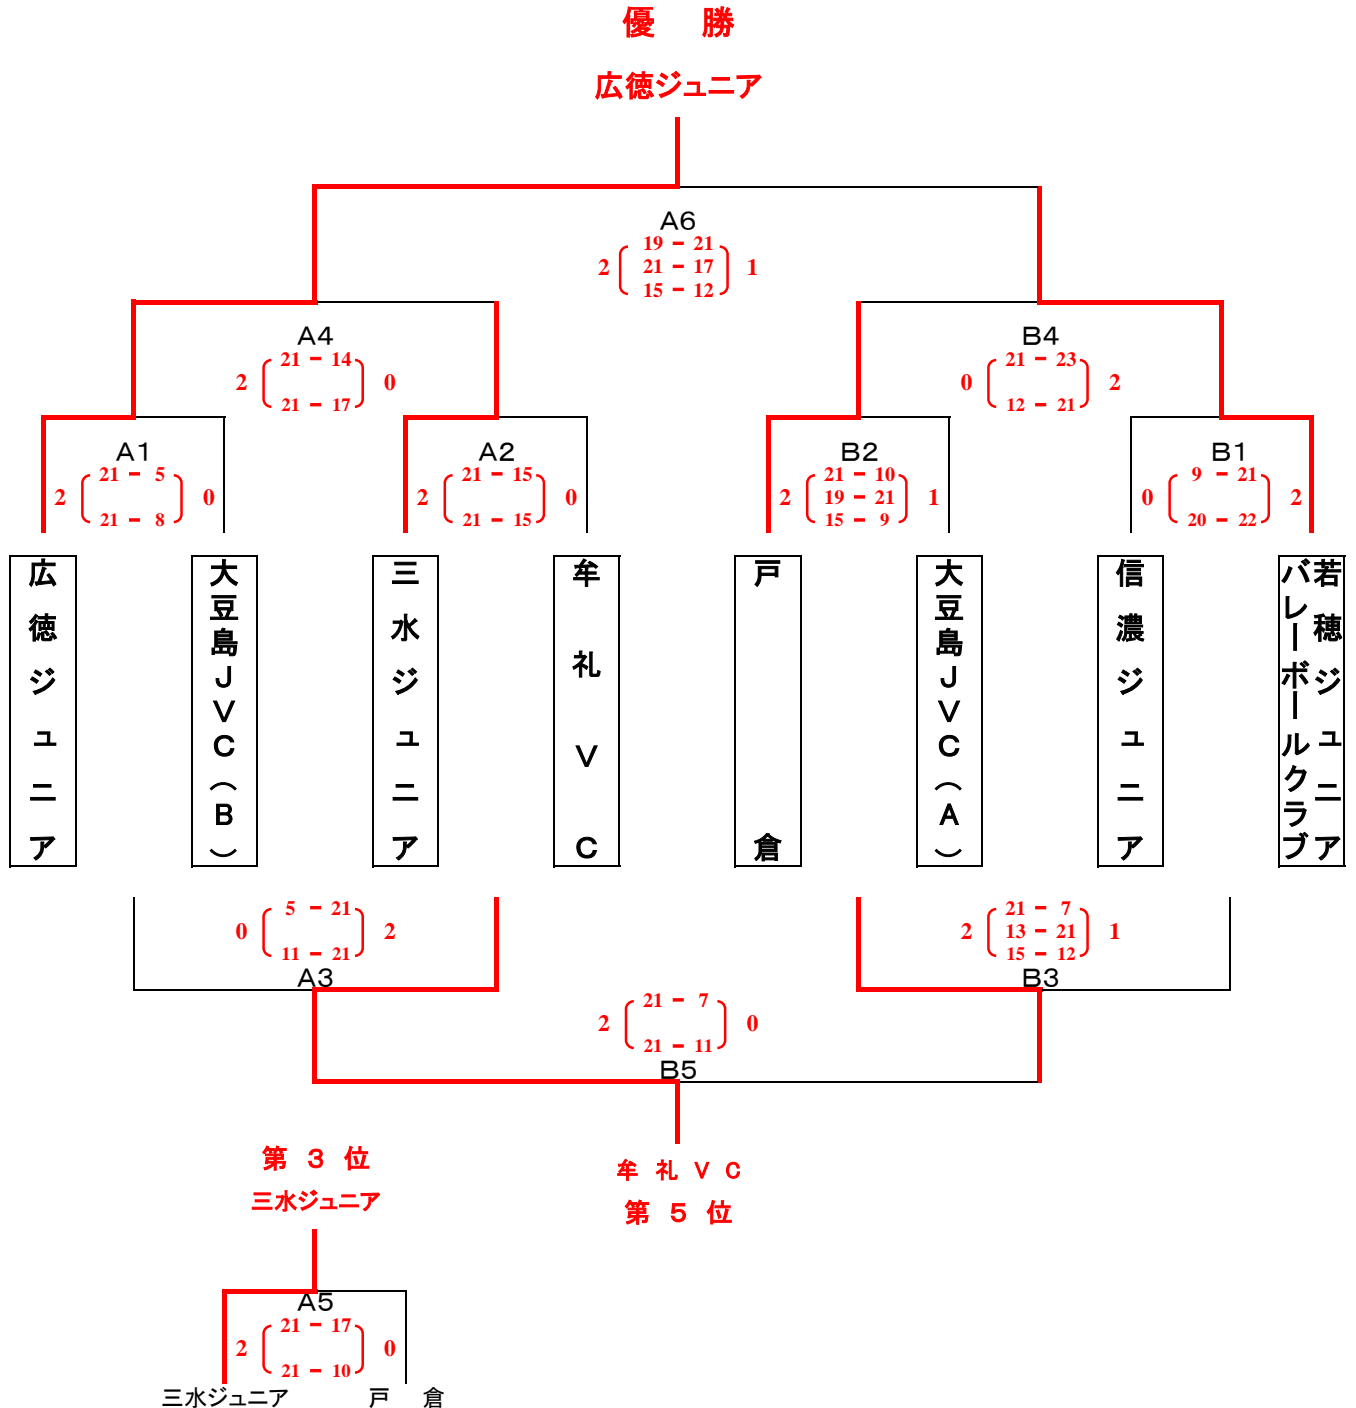 優 勝
広徳ジュニア
A6
19 - 21
2 21 - 17 1
15 - 12
A4 B4
21 - 14 21 - 23
2 0 0 2
21 - 17 12 - 21
A1 A2 B2 B1
21 - 5 21 - 15 21 - 10 9 - 21
2 0 2 0 2 19 - 21 1 0 2
21 - 8 21 - 15 15 - 9 20 - 22
広徳ジュニア
大豆島JVC(B)
三水ジュニア
牟礼VC
戸倉
大豆島JVC(A)
信濃ジュニア
若穂ジュニア
バレーボールクラブ
5 - 21 21 - 7
0 2 2 13 - 21 1
11 - 21 15 - 12
A3 B3
21 - 7
2 0
21 - 11
B5
第 3 位
三水ジュニア
牟 礼 V C
第 5 位
A5
21 - 17
2 0
21 - 10
三水ジュニア 戸 倉